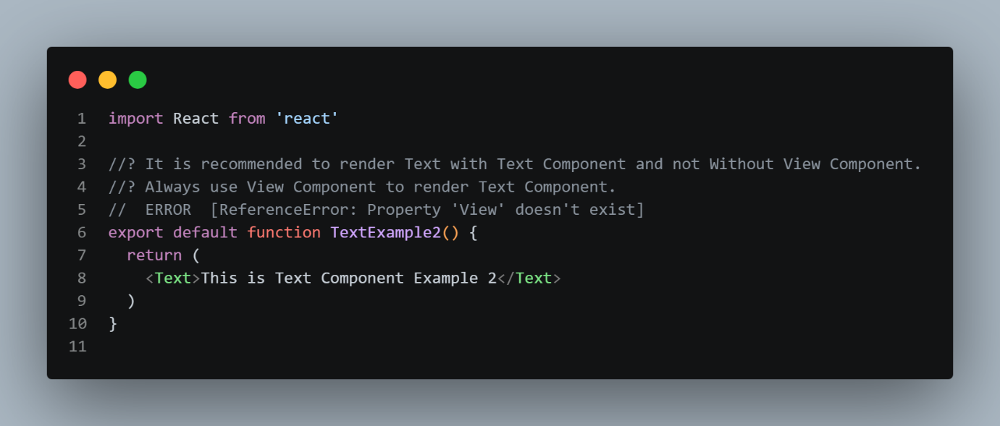 1 import React from 'react'
2
3 //? It is recommended to render Text with Text Component and not Without View Component.
4 //? Always use View Component to render Text Component.
5 //  ERROR  [ReferenceError: Property 'View' doesn't exist]
6 export default function TextExample2() {
7   return (
8     <Text>This is Text Component Example 2</Text>
9   )
10 }
11